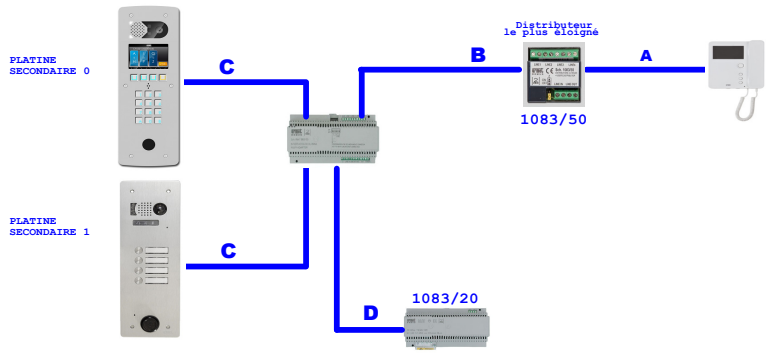 Distributeur
le plus éloigné
PLATINE
SECONDAIRE 0
C
B
A
1083/50
PLATINE
SECONDAIRE 1
C
D
1083/20